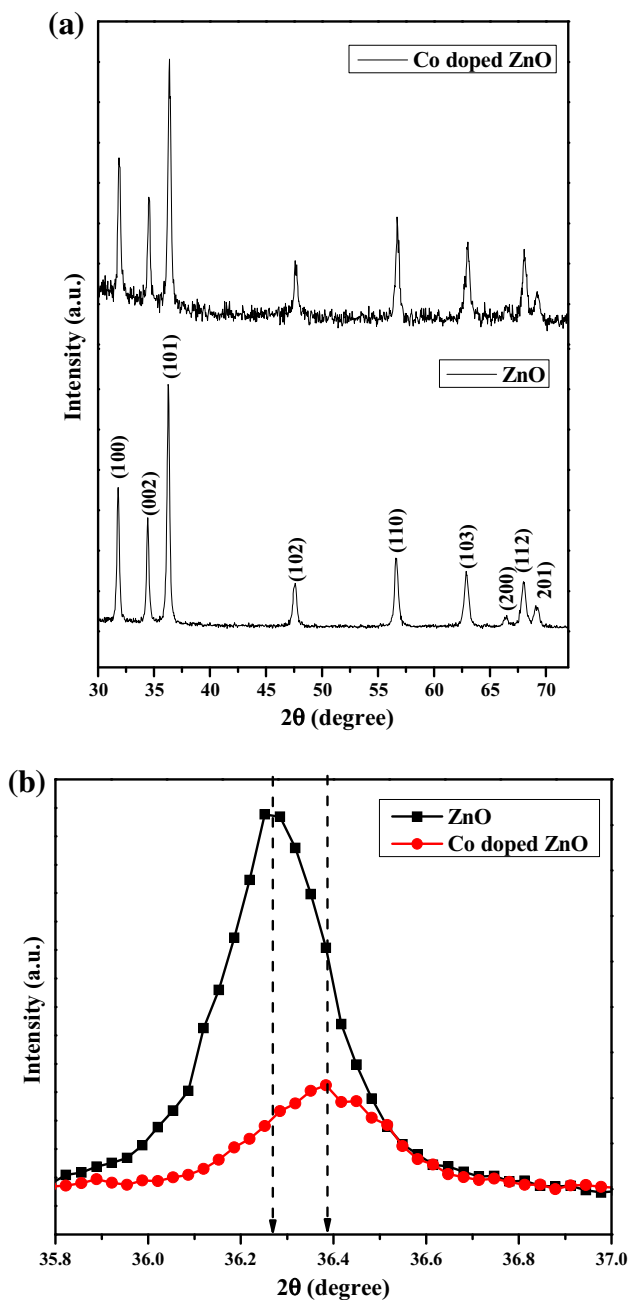 (a)
Co doped ZnO
Intensity (a.u.)
ZnO
(100)
(002)
(101)
(102)
(110)
(103)
(200)
(112)
201)
30 35 40 45 50 55 60 65 70
2θ (degree)
(b)
ZnO
Co doped ZnO
Intensity (a.u.)
35.8 36.0 36.2 36.4 36.6 36.8 37.0
2θ (degree)